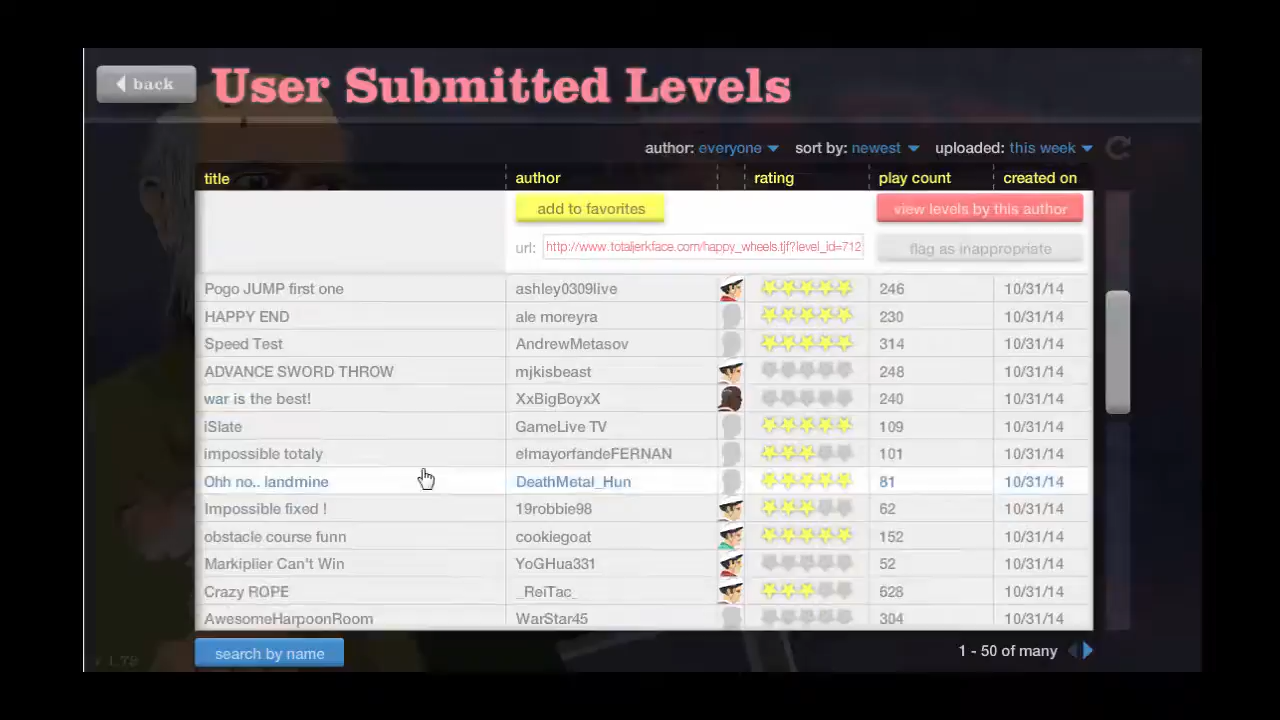 back
User Submitted Levels
author: everyone sort by: newest uploaded: this week
title author rating play count created on
add to favorites view levels by this author
url: http://www.totaljerkface.com/happy_wheels.tjf?level_id=712 flag as inappropriate
Pogo JUMP first one ashley0309live 246 10/31/14
HAPPY END ale moreyra 230 10/31/14
Speed Test AndrewMetasov 314 10/31/14
ADVANCE SWORD THROW mjkisbeast 248 10/31/14
war is the best! XxBigBoyxX 240 10/31/14
iSlate GameLive TV 109 10/31/14
impossible totaly elmayorfandeFERNAN 101 10/31/14
Ohh no.. landmine DeathMetal_Hun 81 10/31/14
Impossible fixed ! 19robbie98 62 10/31/14
obstacle course funn cookiegoat 152 10/31/14
Markiplier Can't Win YoGHua331 52 10/31/14
Crazy ROPE _ReiTac_ 628 10/31/14
AwesomeHarpoonRoom WarStar45 304 10/31/14
search by name 1 - 50 of many
v 1.79